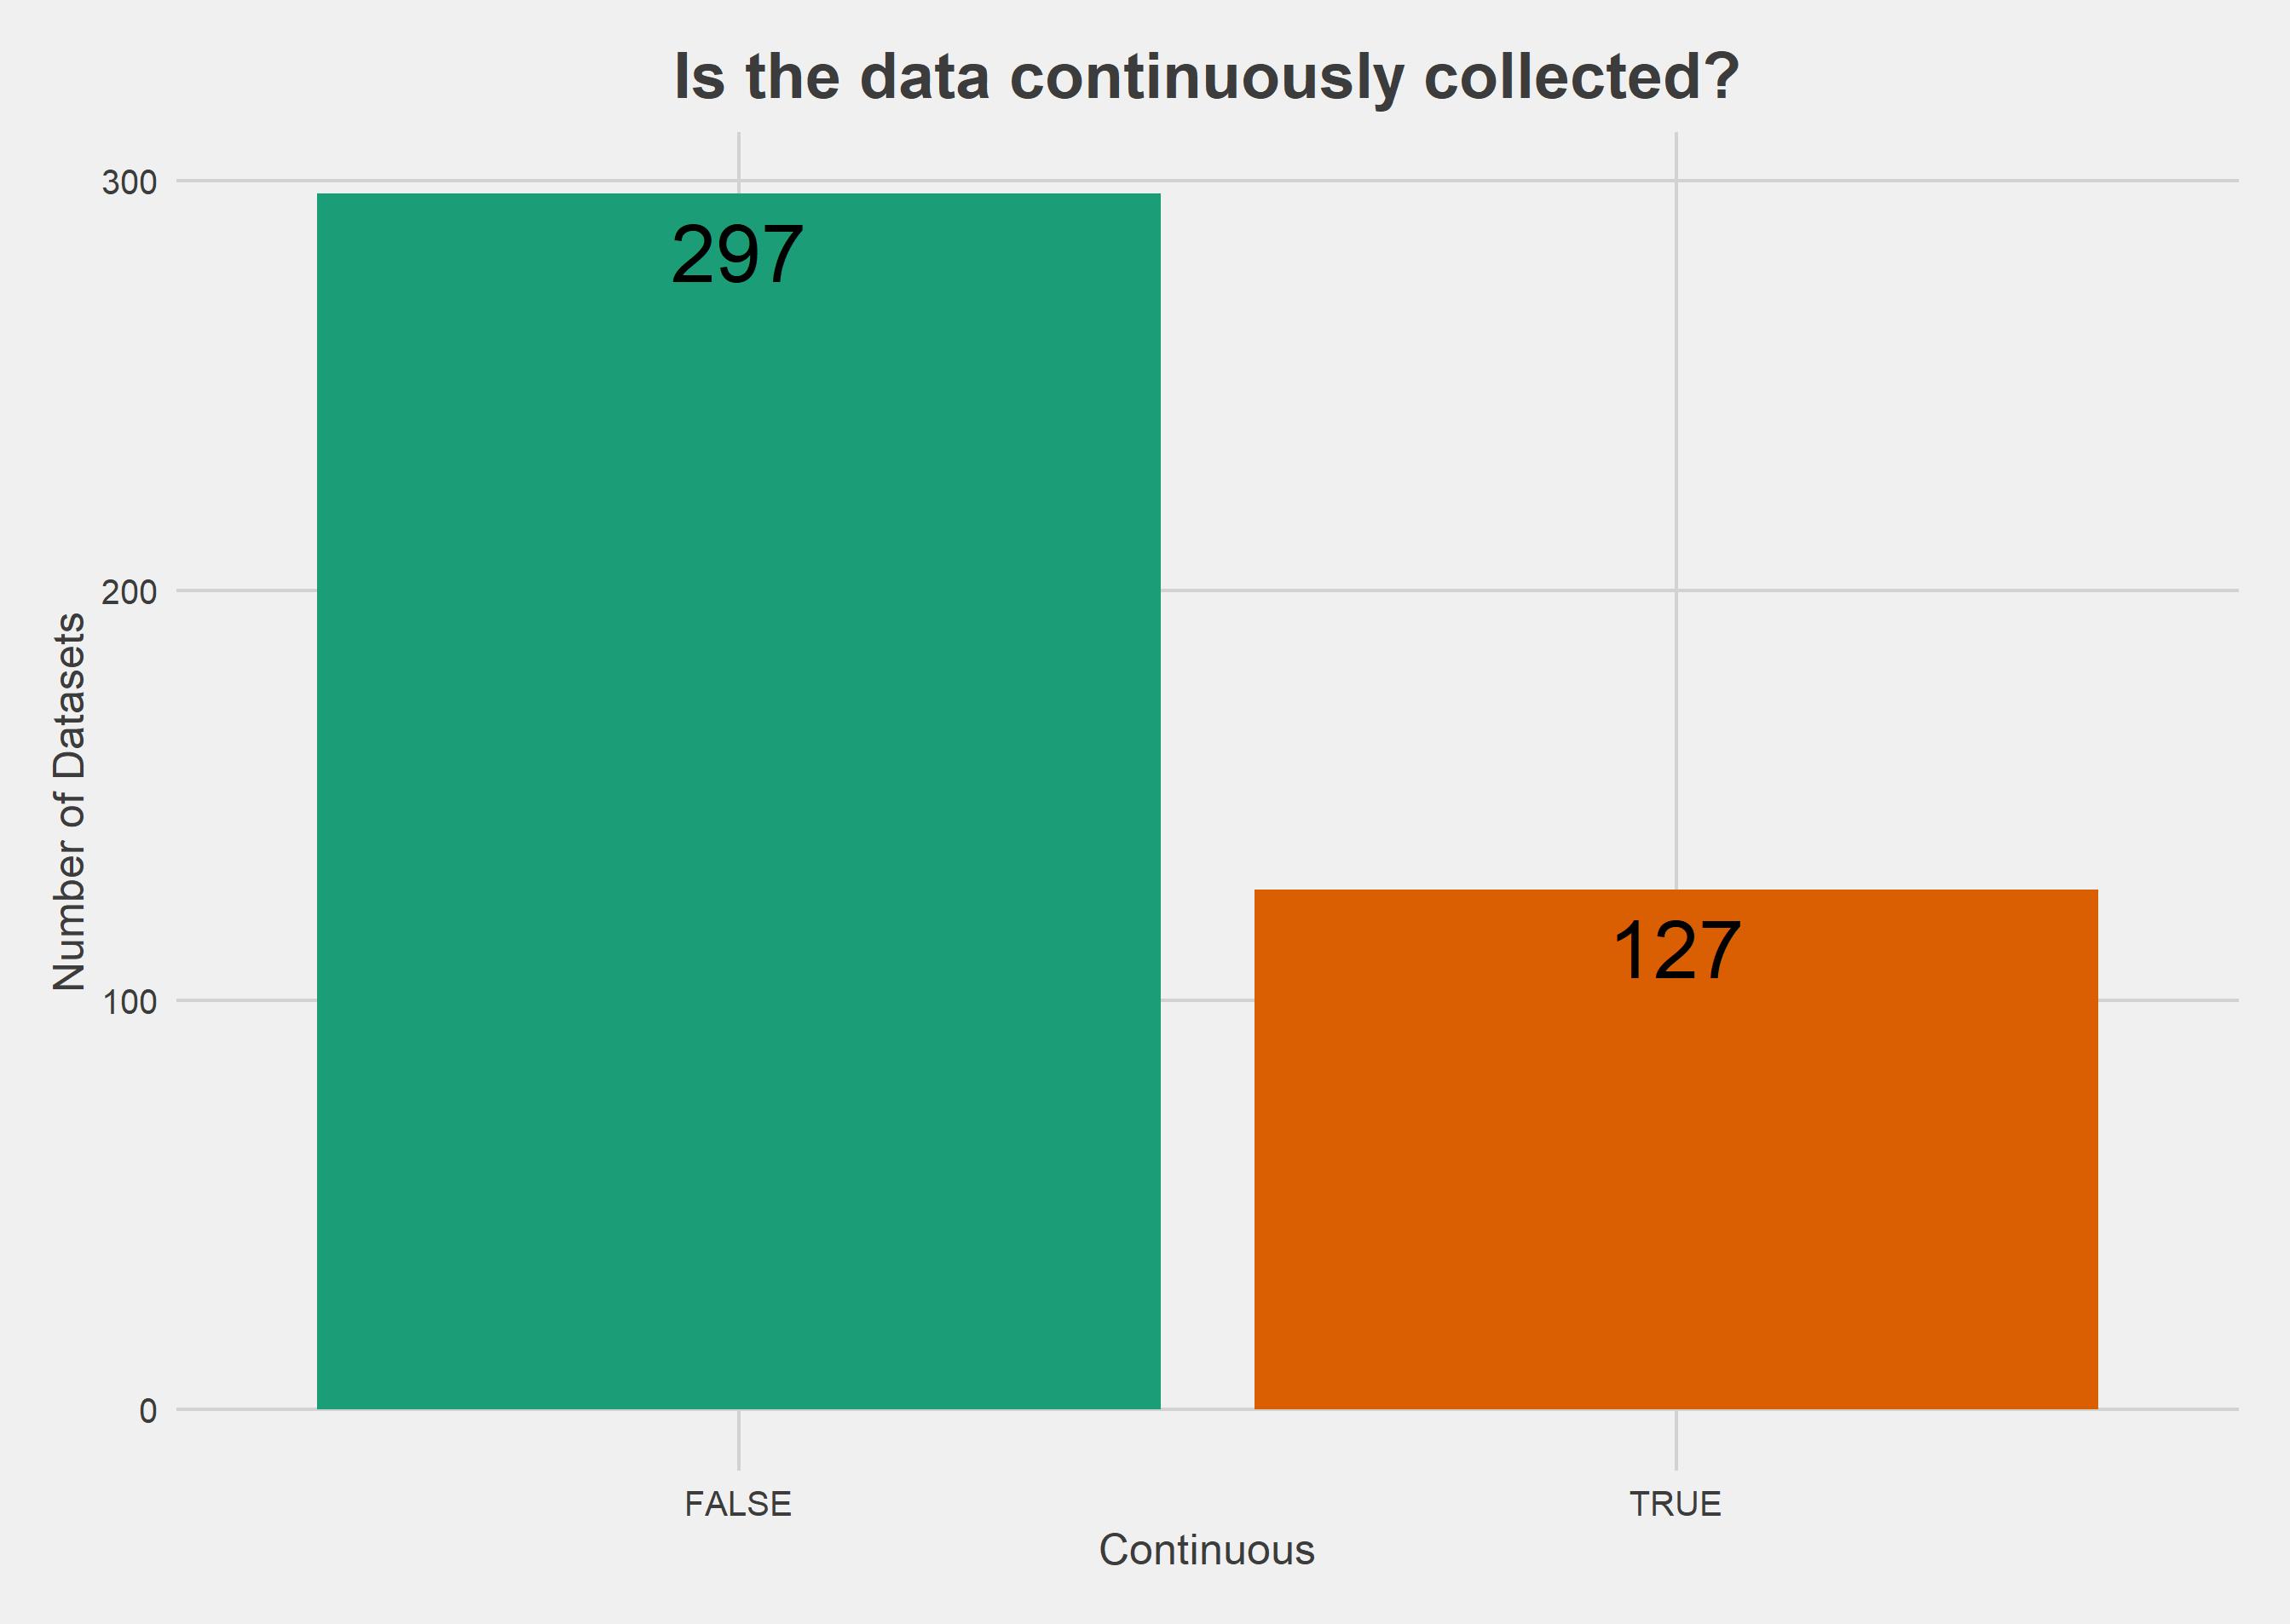 Is the data continuously collected?
300
200
100
0
Number of Datasets
297
127
FALSE
TRUE
Continuous